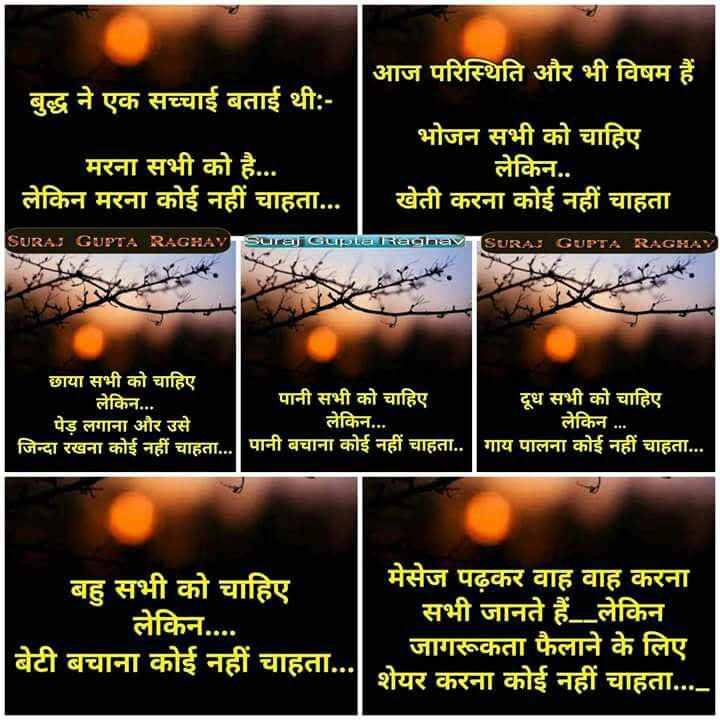 बुद्ध ने एक सच्चाई बताई थी:-
मरना सभी को है...
लेकिन मरना कोई नहीं चाहता...
आज परिस्थिति और भी विषम हैं
भोजन सभी को चाहिए
लेकिन..
खेती करना कोई नहीं चाहता
SURAJ GUPTA RAGHAV
Suraj Gupta Raghav
SURAJ GUPTA RAGHAV
छाया सभी को चाहिए
लेकिन...
पेड़ लगाना और उसे
जिन्दा रखना कोई नहीं चाहता...
पानी सभी को चाहिए
लेकिन...
पानी बचाना कोई नहीं चाहता..
दूध सभी को चाहिए
लेकिन ...
गाय पालना कोई नहीं चाहता...
बहु सभी को चाहिए
लेकिन....
बेटी बचाना कोई नहीं चाहता...
मेसेज पढ़कर वाह वाह करना
सभी जानते हैं__लेकिन
जागरूकता फैलाने के लिए
शेयर करना कोई नहीं चाहता..._